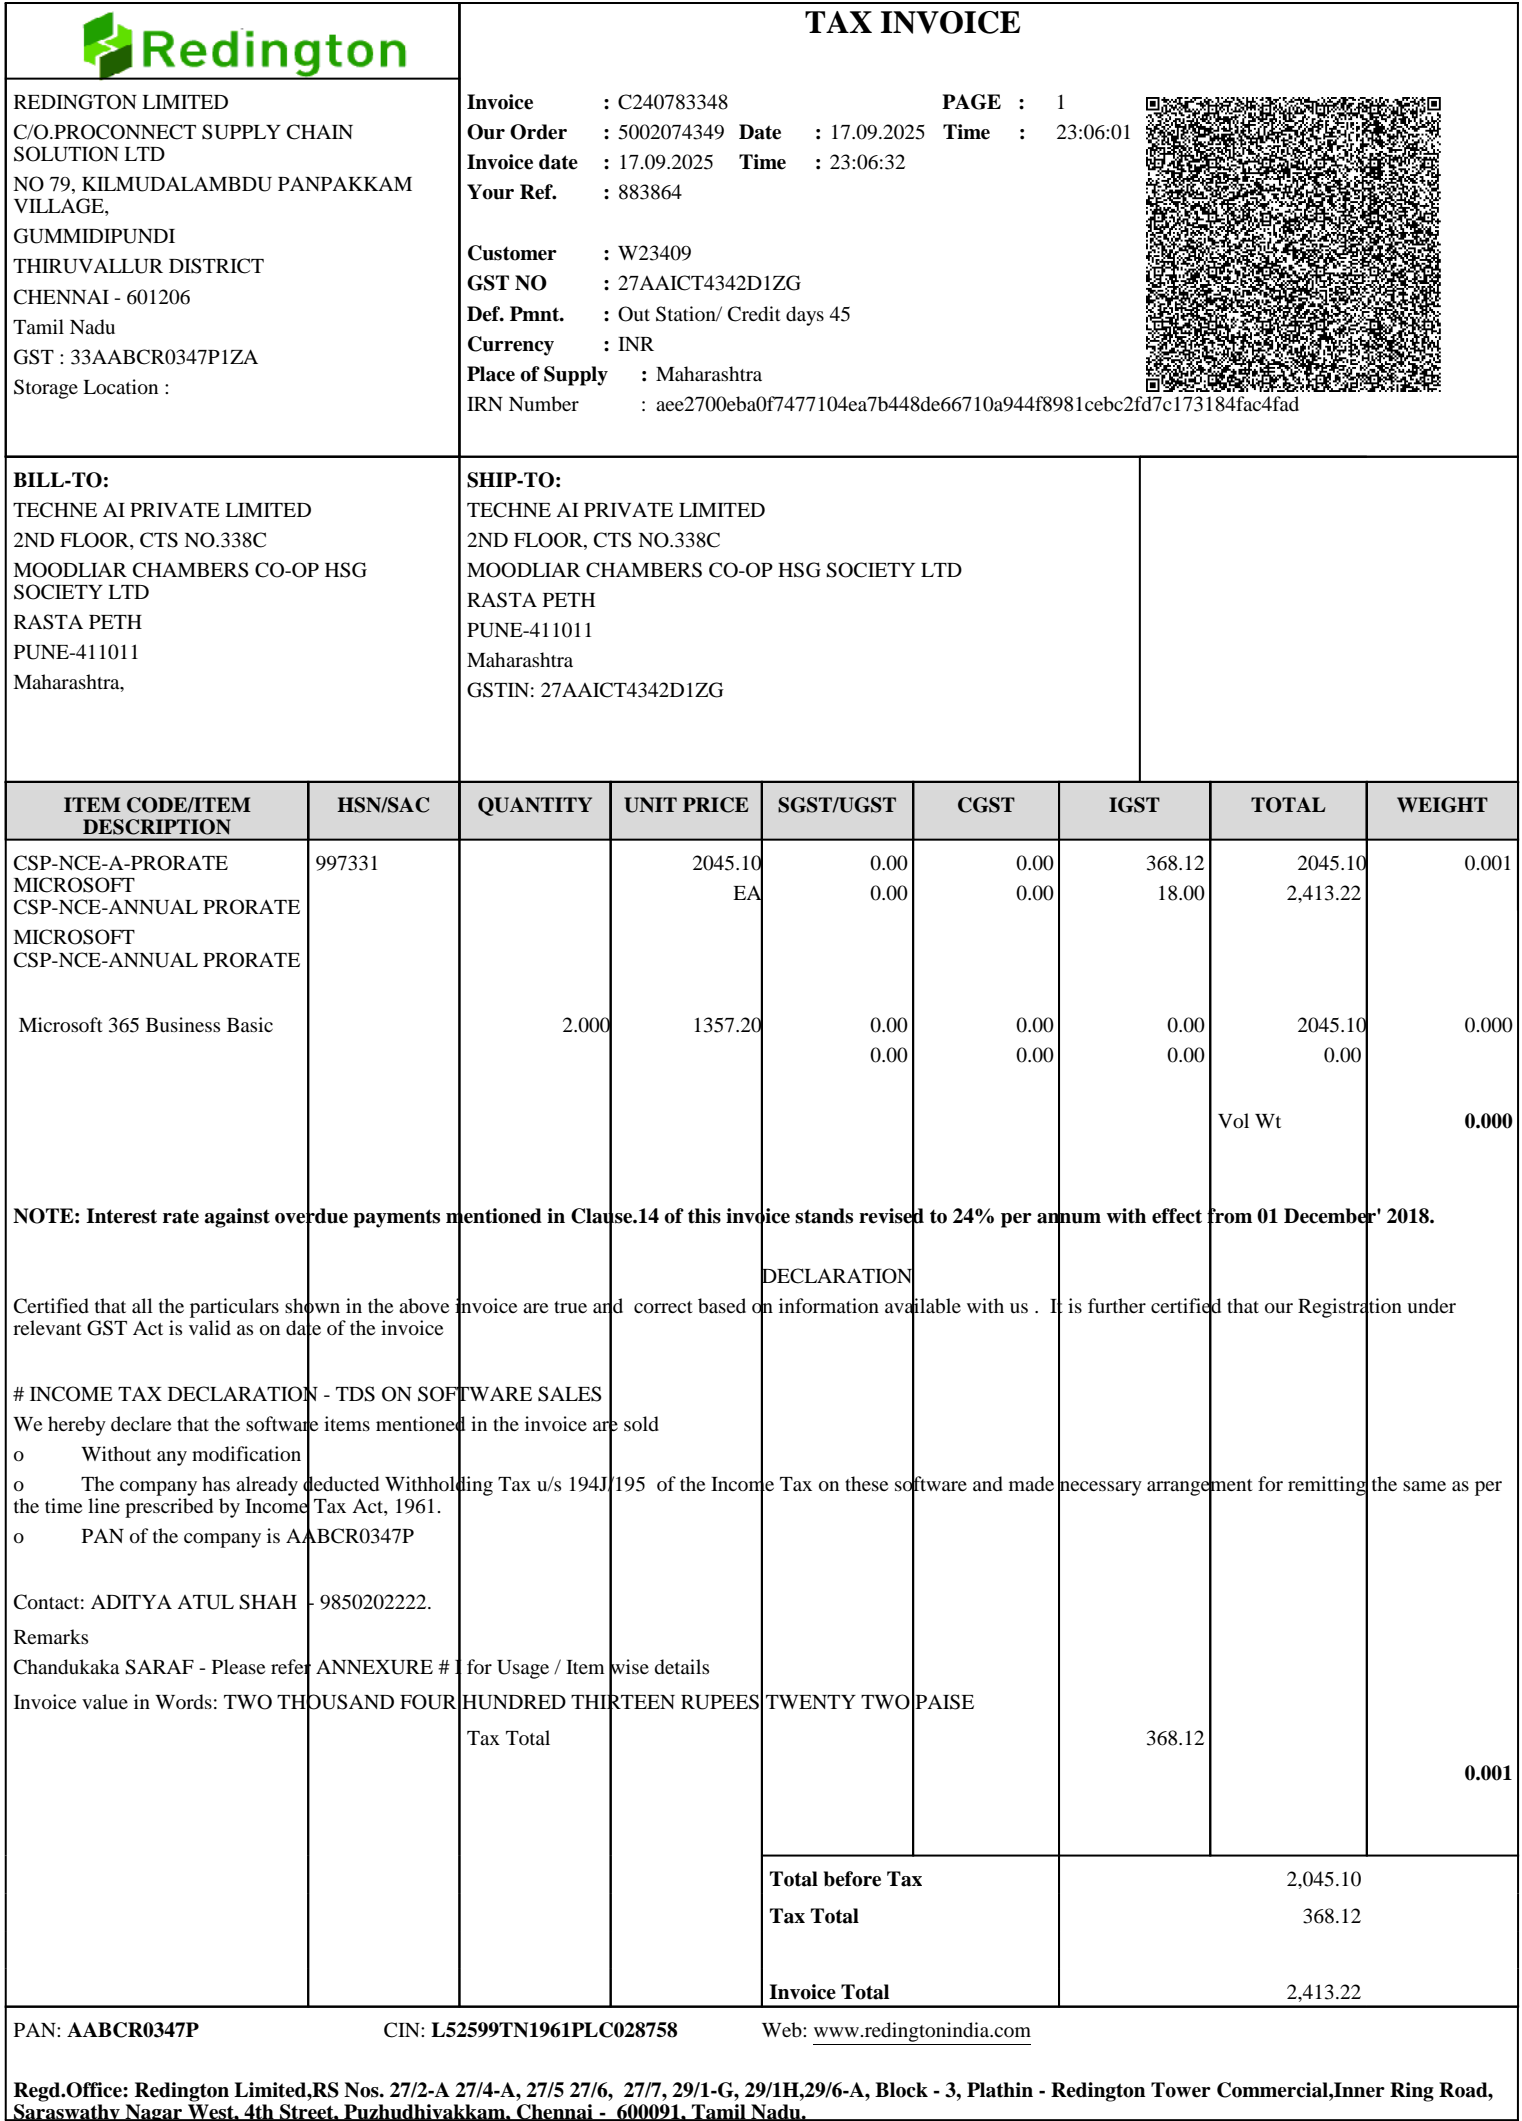 Redington
TAX INVOICE
REDINGTON LIMITED
C/O.PROCONNECT SUPPLY CHAIN
SOLUTION LTD
NO 79, KILMUDALAMBDU PANPAKKAM
VILLAGE,
GUMMIDIPUNDI
THIRUVALLUR DISTRICT
CHENNAI - 601206
Tamil Nadu
GST : 33AABCR0347P1ZA
Storage Location :
Invoice : C240783348 PAGE : 1
Our Order : 5002074349 Date : 17.09.2025 Time : 23:06:01
Invoice date : 17.09.2025 Time : 23:06:32
Your Ref. : 883864
Customer : W23409
GST NO : 27AAICT4342D1ZG
Def. Pmnt. : Out Station/ Credit days 45
Currency : INR
Place of Supply : Maharashtra
IRN Number : aee2700eba0f7477104ea7b448de66710a944f8981cebc2fd7c173184fac4fad
BILL-TO:
TECHNE AI PRIVATE LIMITED
2ND FLOOR, CTS NO.338C
MOODLIAR CHAMBERS CO-OP HSG
SOCIETY LTD
RASTA PETH
PUNE-411011
Maharashtra,
SHIP-TO:
TECHNE AI PRIVATE LIMITED
2ND FLOOR, CTS NO.338C
MOODLIAR CHAMBERS CO-OP HSG SOCIETY LTD
RASTA PETH
PUNE-411011
Maharashtra
GSTIN: 27AAICT4342D1ZG
ITEM CODE/ITEM DESCRIPTION HSN/SAC QUANTITY UNIT PRICE SGST/UGST CGST IGST TOTAL WEIGHT
CSP-NCE-A-PRORATE 997331 2045.10 0.00 0.00 368.12 2045.10 0.001
MICROSOFT EA 0.00 0.00 18.00 2,413.22
CSP-NCE-ANNUAL PRORATE
MICROSOFT
CSP-NCE-ANNUAL PRORATE
Microsoft 365 Business Basic 2.000 1357.20 0.00 0.00 0.00 2045.10 0.000
0.00 0.00 0.00 0.00
Vol Wt 0.000
NOTE: Interest rate against overdue payments mentioned in Clause.14 of this invoice stands revised to 24% per annum with effect from 01 December' 2018.
DECLARATION
Certified that all the particulars shown in the above invoice are true and correct based on information available with us . It is further certified that our Registration under
relevant GST Act is valid as on date of the invoice
# INCOME TAX DECLARATION - TDS ON SOFTWARE SALES
We hereby declare that the software items mentioned in the invoice are sold
o Without any modification
o The company has already deducted Withholding Tax u/s 194J/195 of the Income Tax on these software and made necessary arrangement for remitting the same as per
the time line prescribed by Income Tax Act, 1961.
o PAN of the company is AABCR0347P
Contact: ADITYA ATUL SHAH - 9850202222.
Remarks
Chandukaka SARAF - Please refer ANNEXURE # I for Usage / Item wise details
Invoice value in Words: TWO THOUSAND FOUR HUNDRED THIRTEEN RUPEES TWENTY TWO PAISE
Tax Total 368.12
0.001
Total before Tax 2,045.10
Tax Total 368.12
Invoice Total 2,413.22
PAN: AABCR0347P CIN: L52599TN1961PLC028758 Web: www.redingtonindia.com
Regd.Office: Redington Limited,RS Nos. 27/2-A 27/4-A, 27/5 27/6, 27/7, 29/1-G, 29/1H,29/6-A, Block - 3, Plathin - Redington Tower Commercial,Inner Ring Road,
Saraswathy Nagar West, 4th Street, Puzhudhivakkam, Chennai - 600091, Tamil Nadu.